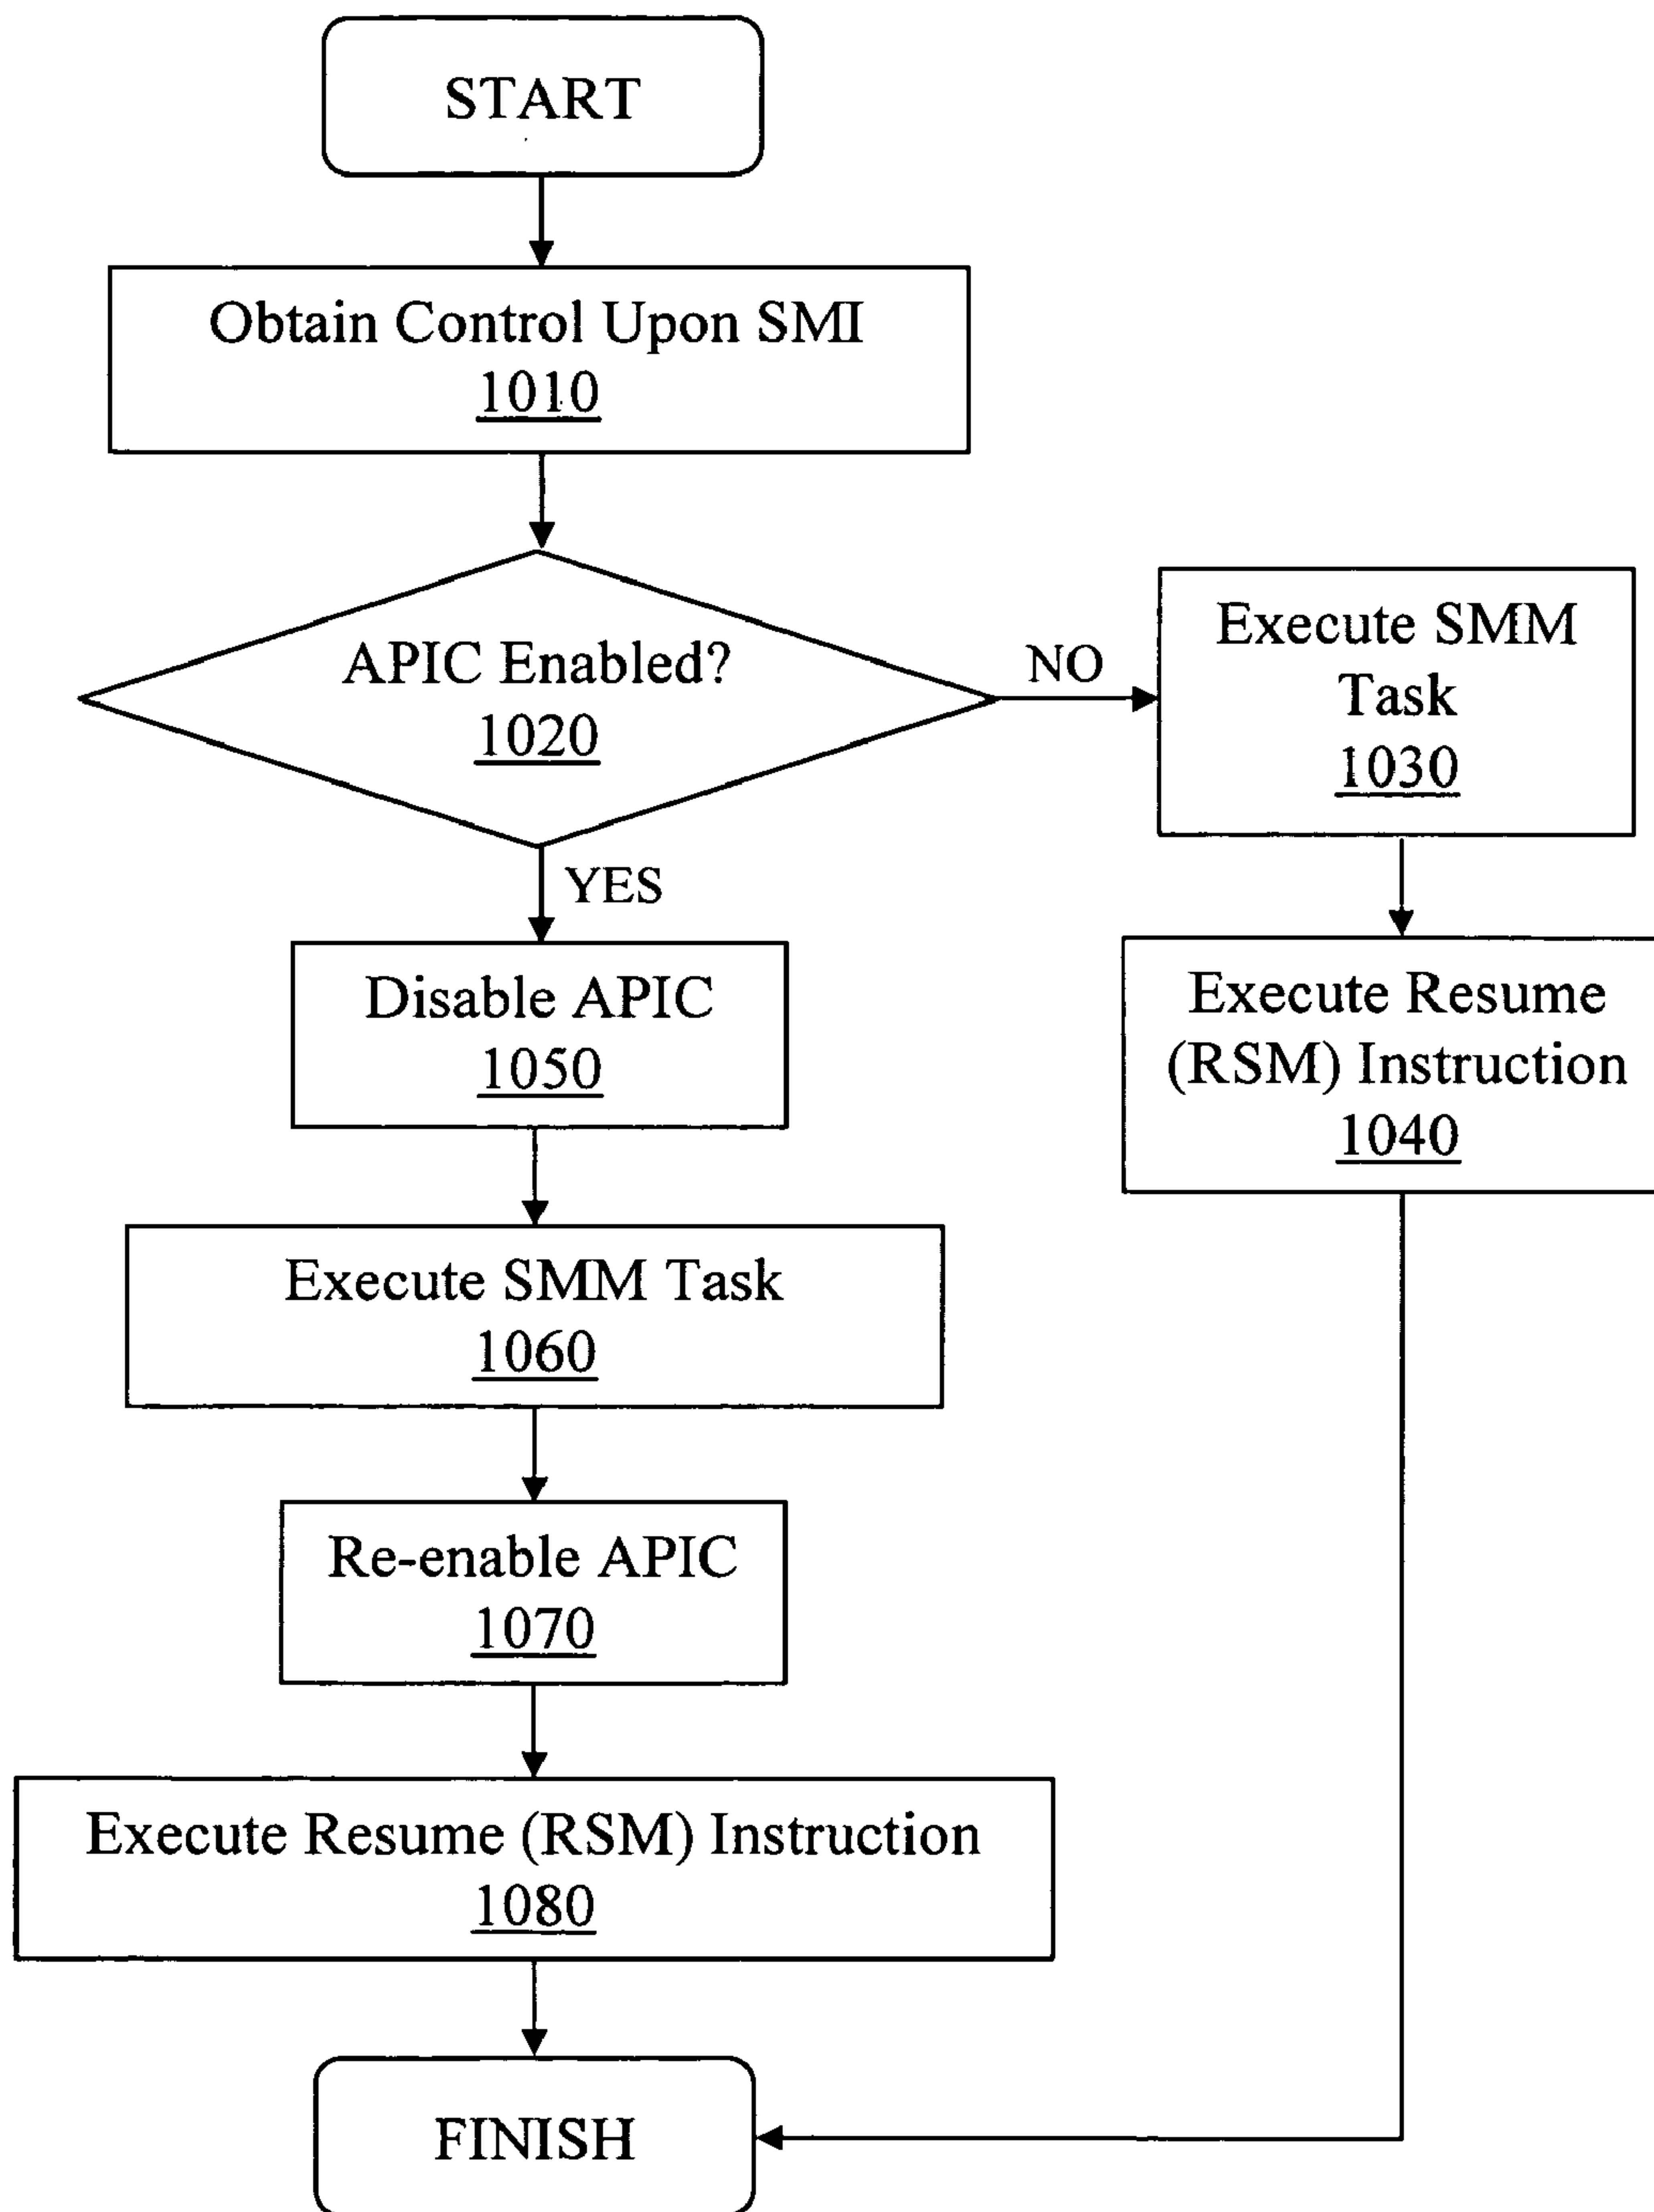 START
Obtain Control Upon SMI
1010
APIC Enabled?
1020
NO
Execute SMM
Task
1030
YES
Execute Resume
(RSM) Instruction
1040
Disable APIC
1050
Execute SMM Task
1060
Re-enable APIC
1070
Execute Resume (RSM) Instruction
1080
FINISH